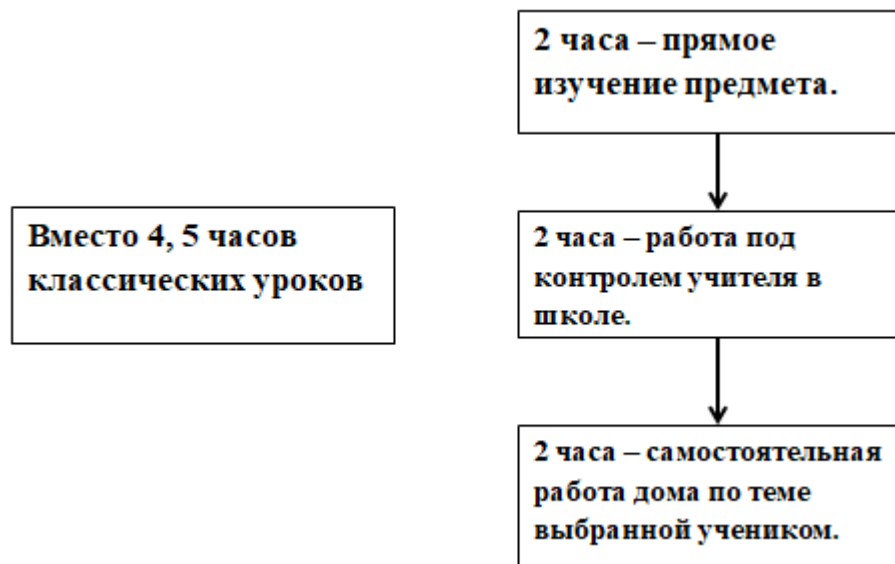 2 часа – прямое
изучение предмета.
Вместо 4, 5 часов
классических уроков
2 часа – работа под
контролем учителя в
школе.
2 часа – самостоятельная
работа дома по теме
выбранной учеником.